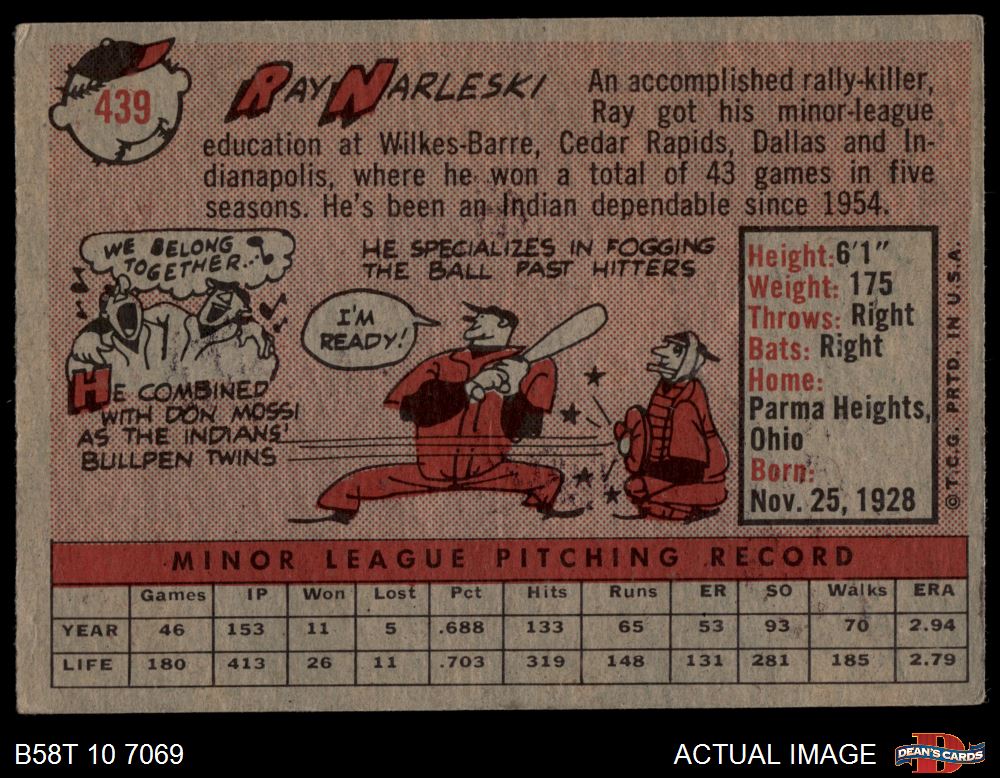 439
RAY NARLESKI
An accomplished rally-killer,
Ray got his minor-league
education at Wilkes-Barre, Cedar Rapids, Dallas and In-
dianapolis, where he won a total of 43 games in five
seasons. He's been an Indian dependable since 1954.
WE BELONG
TOGETHER..
HE COMBINED
WITH DON MOSSI
AS THE INDIANS'
BULLPEN TWINS
HE SPECIALIZES IN FOGGING
THE BALL PAST HITTERS
I'M
READY!
Height: 6'1"
Weight: 175
Throws: Right
Bats: Right
Home:
Parma Heights,
Ohio
Born:
Nov. 25, 1928
© T.C.G. PRTD. IN U.S.A.
MINOR LEAGUE PITCHING RECORD
Games IP Won Lost Pct Hits Runs ER SO Walks ERA
YEAR 46 153 11 5 .688 133 65 53 93 70 2.94
LIFE 180 413 26 11 .703 319 148 131 281 185 2.79
B58T 10 7069
ACTUAL IMAGE
D
DEAN'S CARDS